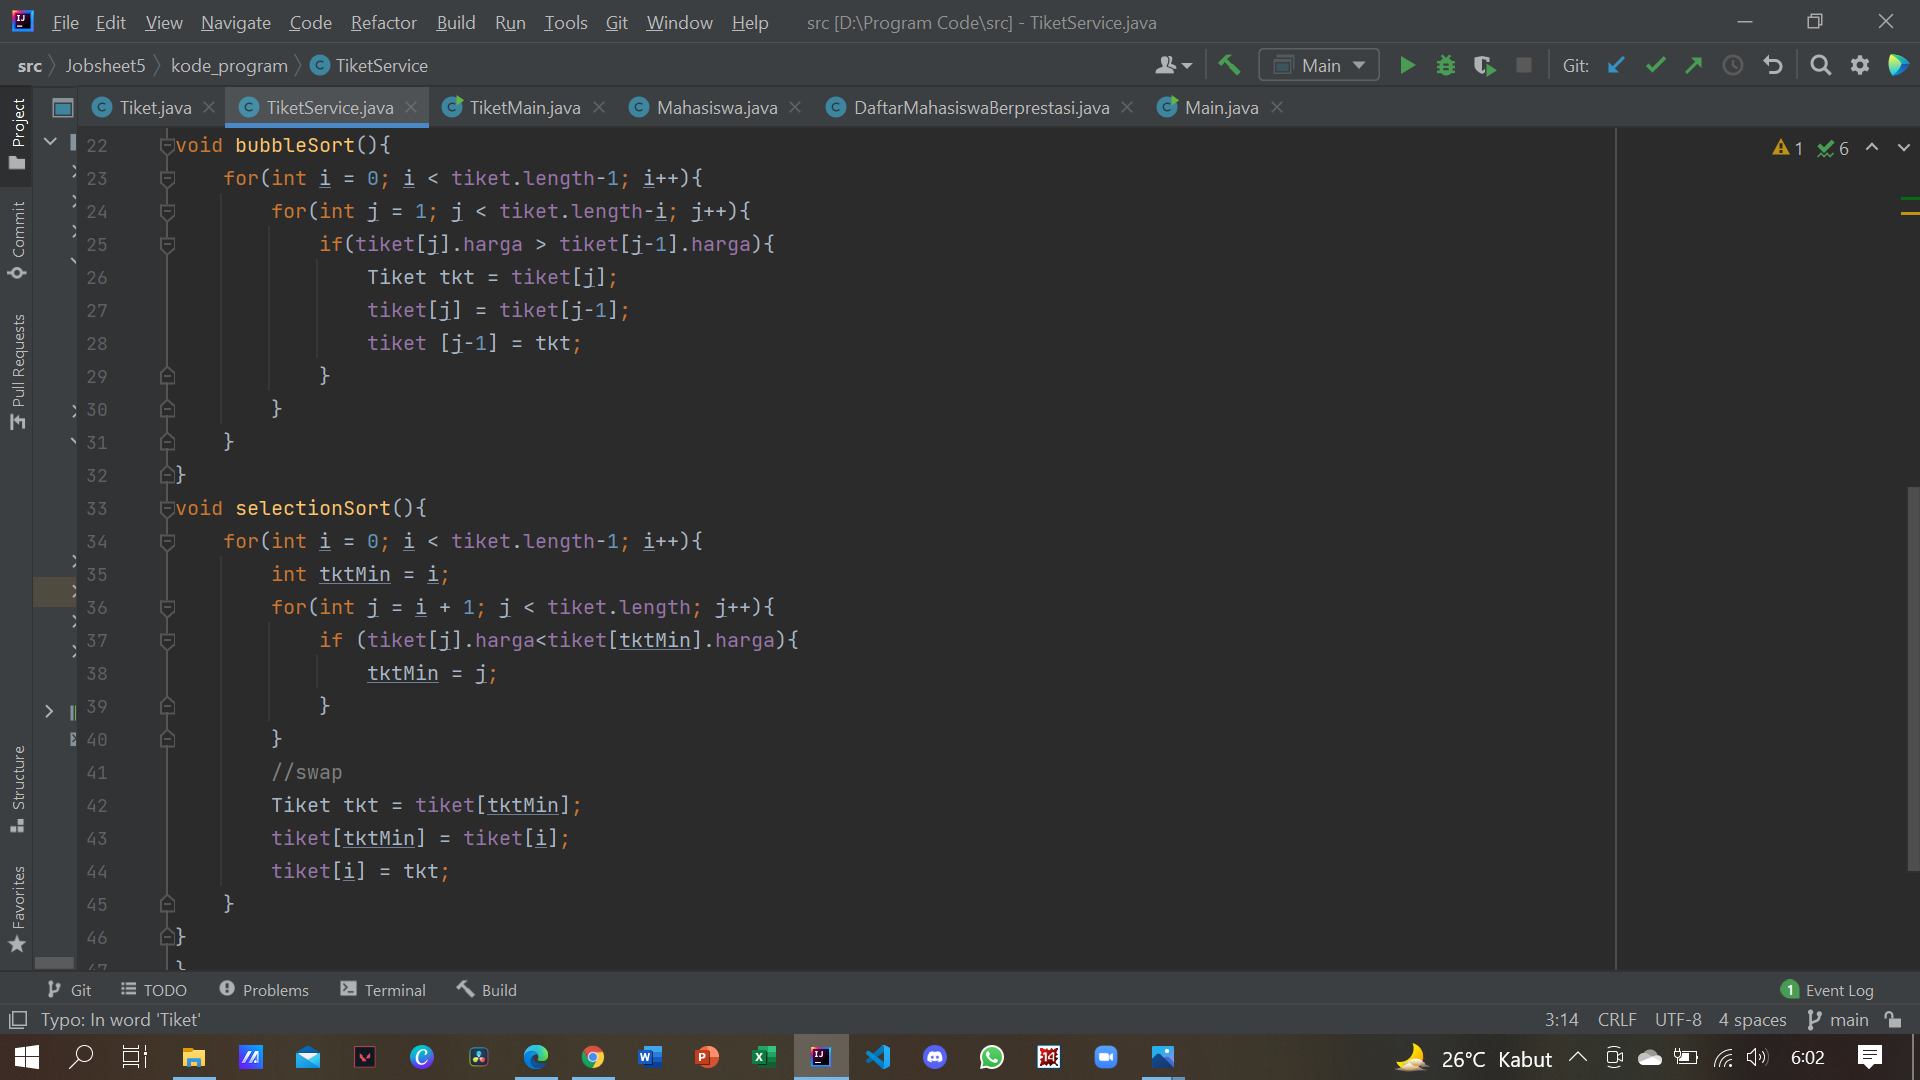 File Edit View Navigate Code Refactor Build Run Tools Git Window Help src [D:\Program Code\src] - TiketService.java
src Jobsheet5 kode_program TiketService Main Git:
Tiket.java TiketService.java TiketMain.java Mahasiswa.java DaftarMahasiswaBerprestasi.java Main.java
Project
Commit
Pull Requests
Structure
Favorites
1 6
22 void bubbleSort(){
23 for(int i = 0; i < tiket.length-1; i++){
24 for(int j = 1; j < tiket.length-i; j++){
25 if(tiket[j].harga > tiket[j-1].harga){
26 Tiket tkt = tiket[j];
27 tiket[j] = tiket[j-1];
28 tiket [j-1] = tkt;
29 }
30 }
31 }
32 }
33 void selectionSort(){
34 for(int i = 0; i < tiket.length-1; i++){
35 int tktMin = i;
36 for(int j = i + 1; j < tiket.length; j++){
37 if (tiket[j].harga<tiket[tktMin].harga){
38 tktMin = j;
39 }
40 }
41 //swap
42 Tiket tkt = tiket[tktMin];
43 tiket[tktMin] = tiket[i];
44 tiket[i] = tkt;
45 }
46 }
47 }
Git TODO Problems Terminal Build 1 Event Log
Typo: In word 'Tiket' 3:14 CRLF UTF-8 4 spaces main
26°C Kabut 6:02